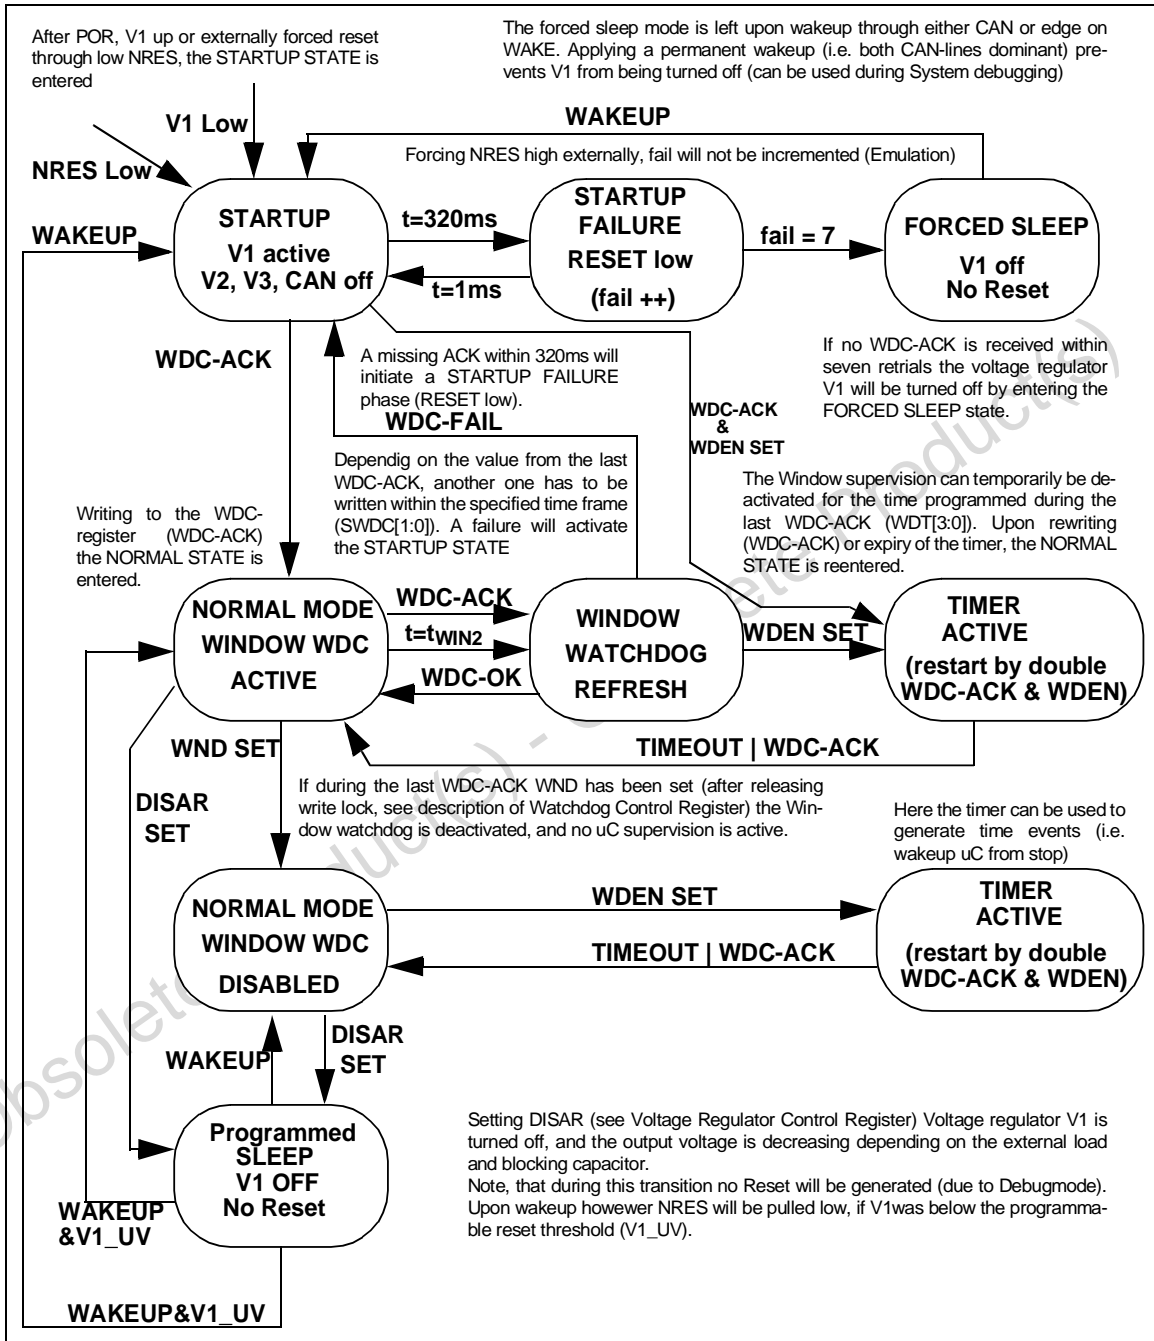 After POR, V1 up or externally forced reset
through low NRES, the STARTUP STATE is
entered
The forced sleep mode is left upon wakeup through either CAN or edge on
WAKE. Applying a permanent wakeup (i.e. both CAN-lines dominant) pre-
vents V1 from being turned off (can be used during System debugging)
V1 Low
WAKEUP
NRES Low
Forcing NRES high externally, fail will not be incremented (Emulation)
WAKEUP
STARTUP
V1 active
V2, V3, CAN off
t=320ms
t=1ms
STARTUP
FAILURE
RESET low
(fail ++)
fail = 7
FORCED SLEEP
V1 off
No Reset
WDC-ACK
A missing ACK within 320ms will
initiate a STARTUP FAILURE
phase (RESET low).
WDC-FAIL
WDC-ACK
&
WDEN SET
If no WDC-ACK is received within
seven retrials the voltage regulator
V1 will be turned off by entering the
FORCED SLEEP state.
Dependig on the value from the last
WDC-ACK, another one has to be
written within the specified time frame
(SWDC[1:0]). A failure will activate
the STARTUP STATE
The Window supervision can temporarily be de-
activated for the time programmed during the
last WDC-ACK (WDT[3:0]). Upon rewriting
(WDC-ACK) or expiry of the timer, the NORMAL
STATE is reentered.
Writing to the WDC-
register (WDC-ACK)
the NORMAL STATE is
entered.
NORMAL MODE
WINDOW WDC
ACTIVE
WDC-ACK
t=tWIN2
WDC-OK
WINDOW
WATCHDOG
REFRESH
WDEN SET
TIMER
ACTIVE
(restart by double
WDC-ACK & WDEN)
WND SET
TIMEOUT | WDC-ACK
DISAR
SET
If during the last WDC-ACK WND has been set (after releasing
write lock, see description of Watchdog Control Register) the Win-
dow watchdog is deactivated, and no uC supervision is active.
Here the timer can be used to
generate time events (i.e.
wakeup uC from stop)
NORMAL MODE
WINDOW WDC
DISABLED
WDEN SET
TIMEOUT | WDC-ACK
TIMER
ACTIVE
(restart by double
WDC-ACK & WDEN)
WAKEUP
DISAR
SET
Programmed
SLEEP
V1 OFF
No Reset
WAKEUP
&V1_UV
WAKEUP&V1_UV
Setting DISAR (see Voltage Regulator Control Register) Voltage regulator V1 is
turned off, and the output voltage is decreasing depending on the external load
and blocking capacitor.
Note, that during this transition no Reset will be generated (due to Debugmode).
Upon wakeup howewer NRES will be pulled low, if V1was below the programma-
ble reset threshold (V1_UV).
Obsolete Product(s) - Obsolete Product(s)